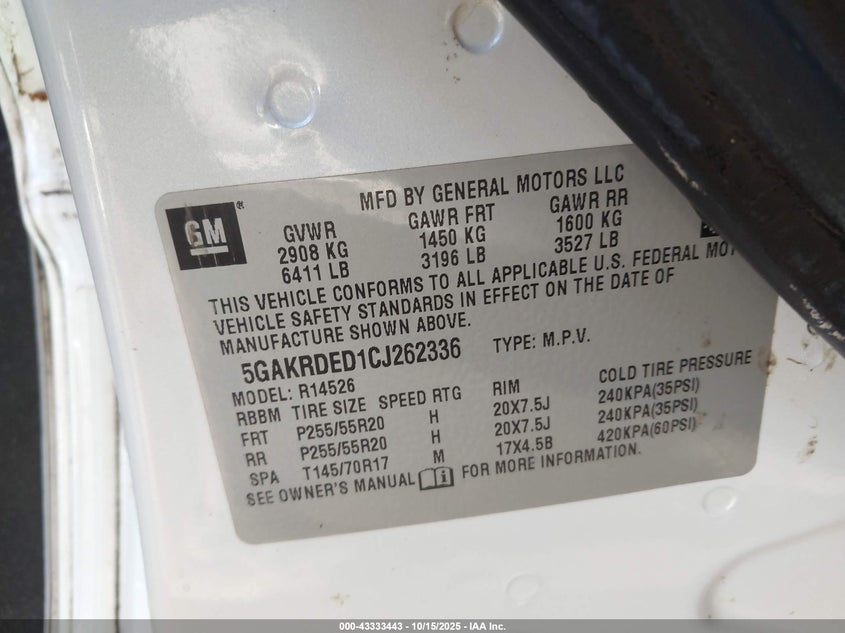 MFD BY GENERAL MOTORS LLC
GM®
GVWR GAWR FRT GAWR RR
2908 KG 1450 KG 1600 KG
6411 LB 3196 LB 3527 LB
THIS VEHICLE CONFORMS TO ALL APPLICABLE U.S. FEDERAL
VEHICLE SAFETY STANDARDS IN EFFECT ON THE DATE OF
MANUFACTURE SHOWN ABOVE.
5GAKRDED1CJ262336 TYPE: M.P.V.
MODEL: R14526
RBBM TIRE SIZE SPEED RTG RIM COLD TIRE PRESSURE
FRT P255/55R20 H 20X7.5J 240KPA(35PSI)
RR P255/55R20 H 20X7.5J 240KPA(35PSI)
SPA T145/70R17 M 17X4.5B 420KPA(60PSI)
SEE OWNER'S MANUAL i FOR MORE INFORMATION.
000-43333443 - 10/15/2025 - IAA Inc.